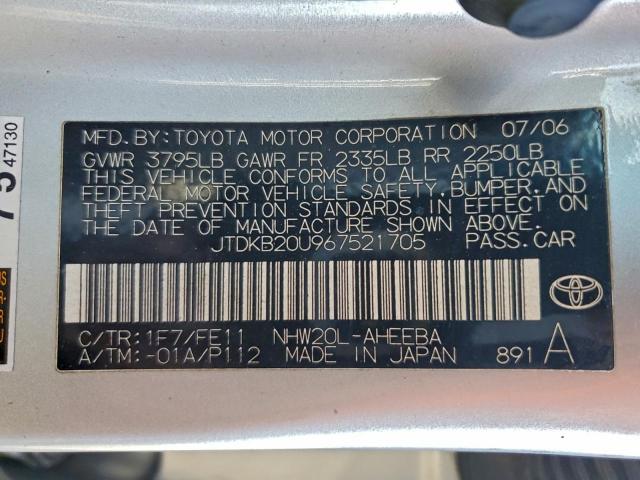 MFD.BY:TOYOTA MOTOR CORPORATION 07/06
GVWR 3795LB GAWR FR 2335LB RR 2250LB
THIS VEHICLE CONFORMS TO ALL APPLICABLE
FEDERAL MOTOR VEHICLE SAFETY,BUMPER,AND
THEFT PREVENTION STANDARDS IN EFFECT ON
THE DATE OF MANUFACTURE SHOWN ABOVE.
JTDKB20U967521705 PASS.CAR
C/TR:1F7/FE11 NHW20L-AHEEBA
A/TM:-01A/P112 MADE IN JAPAN 891A
47130